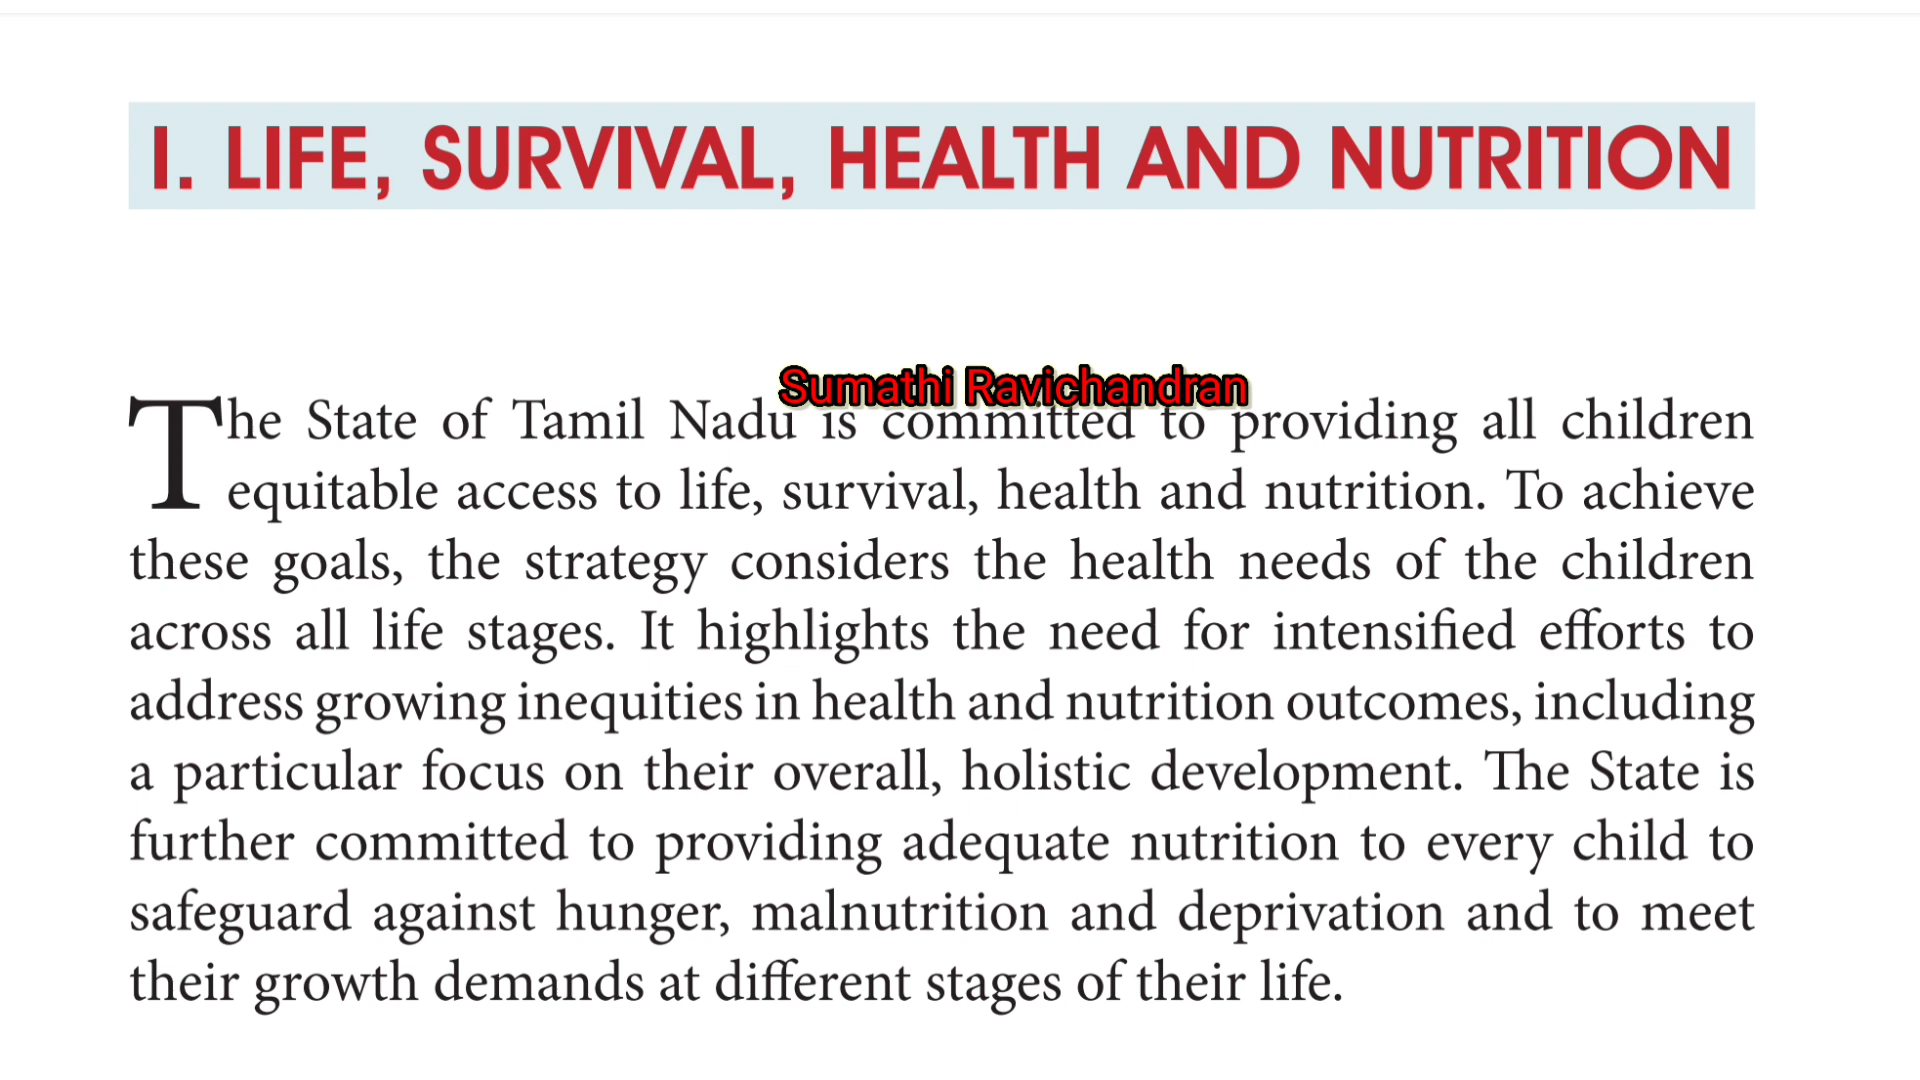 I. LIFE, SURVIVAL, HEALTH AND NUTRITION
Sumathi Ravichandran
The State of Tamil Nadu is committed to providing all children
equitable access to life, survival, health and nutrition. To achieve
these goals, the strategy considers the health needs of the children
across all life stages. It highlights the need for intensified efforts to
address growing inequities in health and nutrition outcomes, including
a particular focus on their overall, holistic development. The State is
further committed to providing adequate nutrition to every child to
safeguard against hunger, malnutrition and deprivation and to meet
their growth demands at different stages of their life.